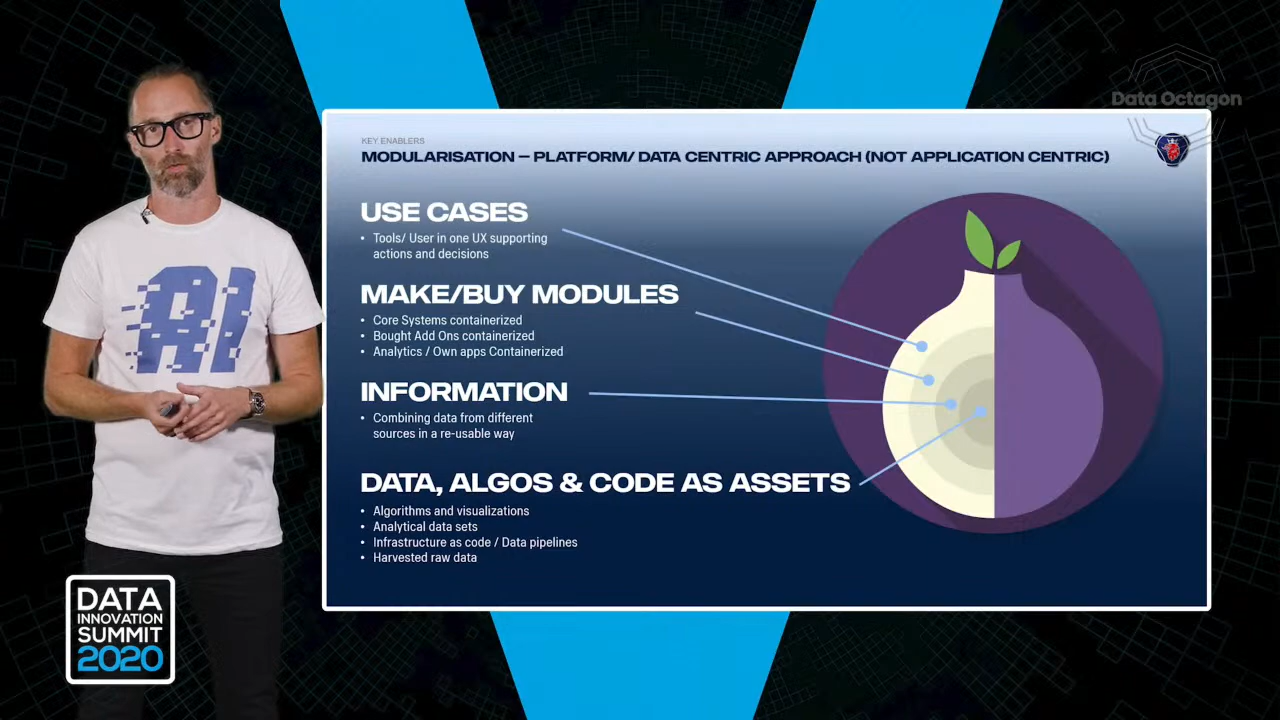 Data Octagon
KEY ENABLERS
MODULARISATION – PLATFORM/ DATA CENTRIC APPROACH (NOT APPLICATION CENTRIC)
USE CASES
• Tools/ User in one UX supporting
actions and decisions
MAKE/BUY MODULES
• Core Systems containerized
• Bought Add Ons containerized
• Analytics / Own apps Containerized
INFORMATION
• Combining data from different
sources in a re-usable way
DATA, ALGOS & CODE AS ASSETS
• Algorithms and visualizations
• Analytical data sets
• Infrastructure as code / Data pipelines
• Harvested raw data
AI
DATA
INNOVATION
SUMMIT
2020